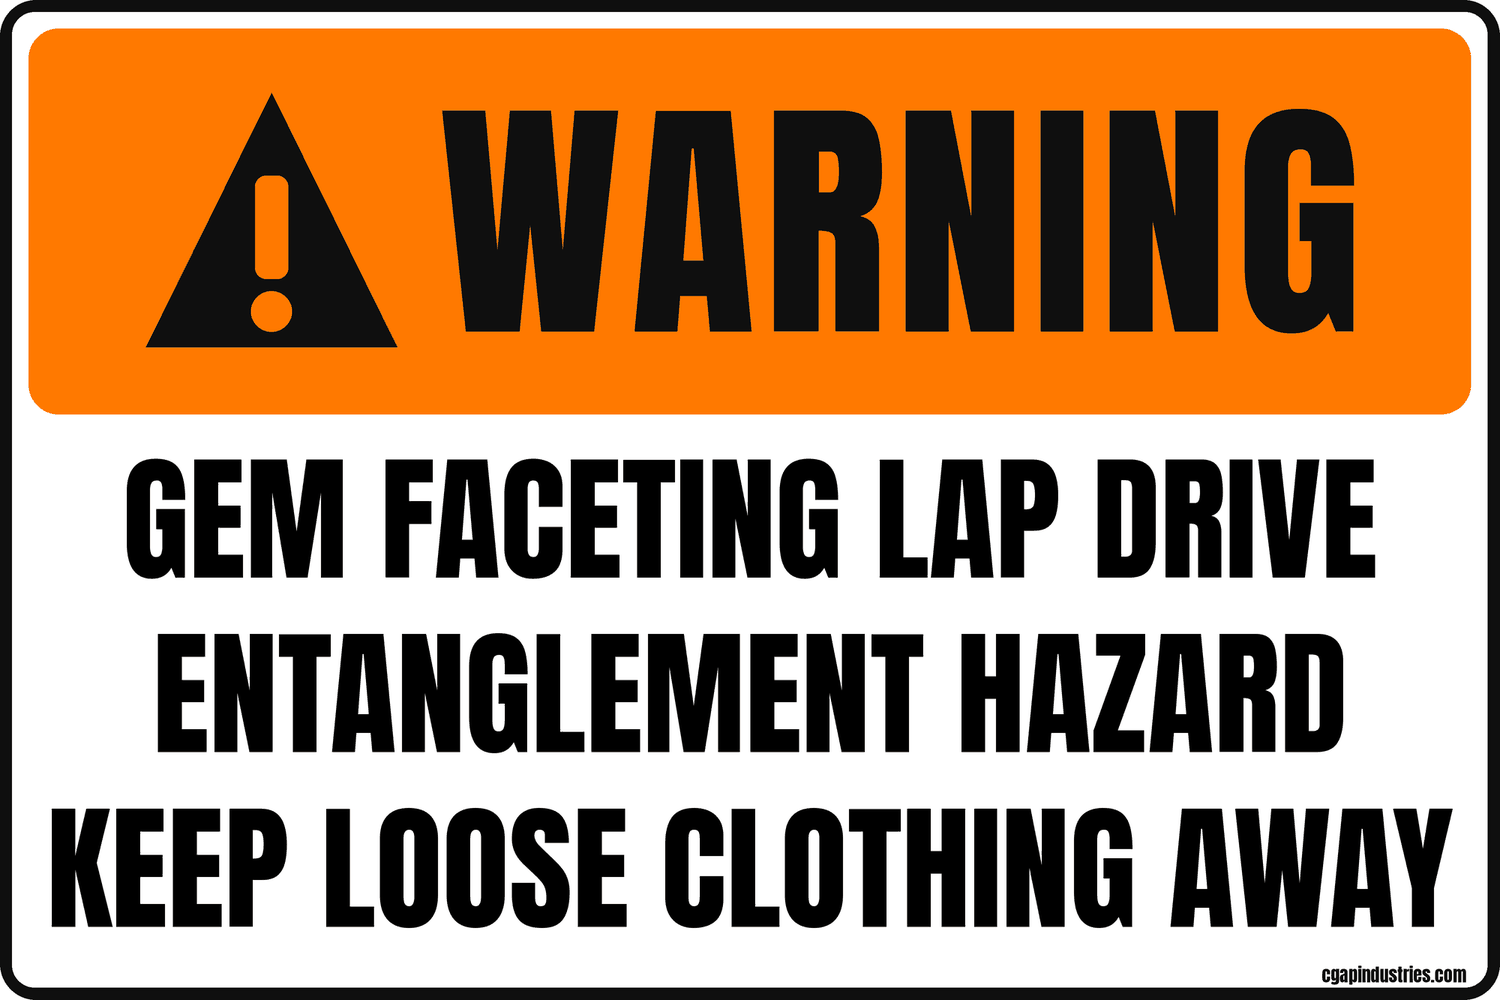 WARNING
GEM FACETING LAP DRIVE
ENTANGLEMENT HAZARD
KEEP LOOSE CLOTHING AWAY
cgapindustries.com